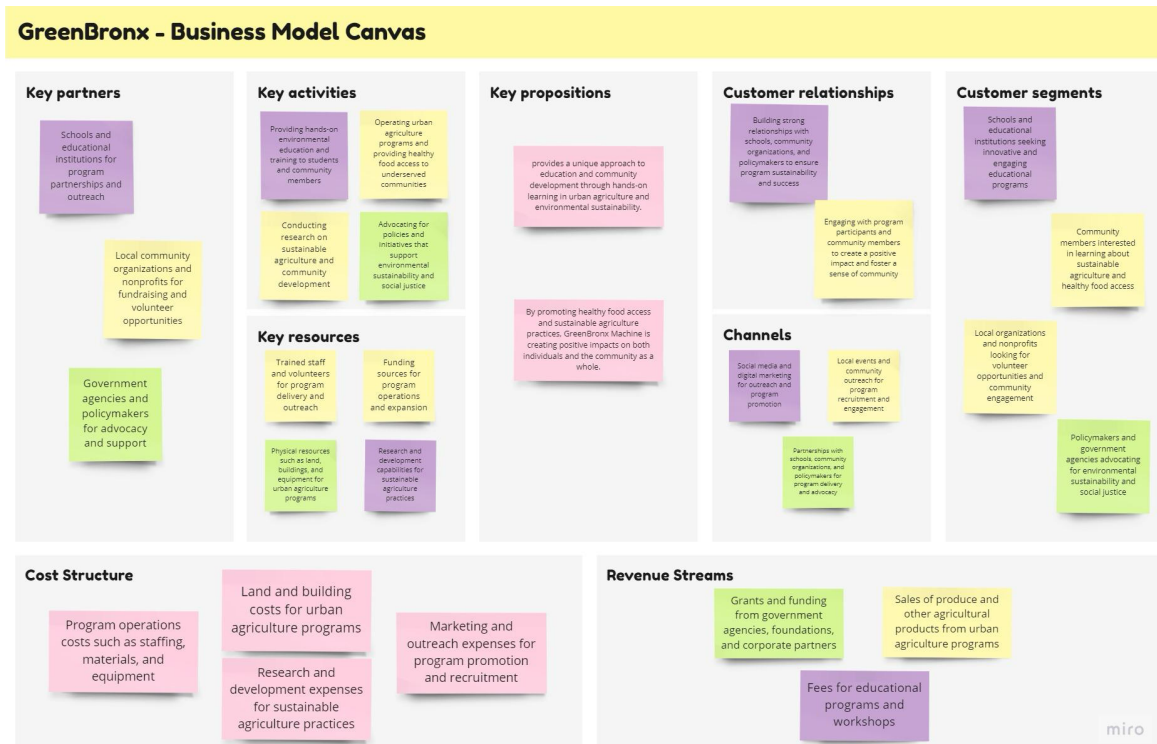 GreenBronx - Business Model Canvas
Key partners
Schools and
educational
institutions for
program
partnerships and
outreach
Local community
organizations and
nonprofits for
fundraising and
volunteer
opportunities
Government
agencies and
policymakers
for advocacy
and support
Key activities
Providing hands-on
environmental
education and
training to students
and community
members
Operating urban
agriculture
programs and
providing healthy
food access to
underserved
communities
Conducting
research on
sustainable
agriculture and
community
development
Advocating for
policies and
initiatives that
support
environmental
sustainability and
social justice
Key resources
Trained staff
and volunteers
for program
delivery and
outreach
Funding
sources for
program
operations
and expansion
Physical resources
such as land,
buildings, and
equipment for
urban agriculture
programs
Research and
development
capabilities for
sustainable
agriculture
practices
Key propositions
provides a unique approach to
education and community
development through hands-on
learning in urban agriculture and
environmental sustainability.
By promoting healthy food access
and sustainable agriculture
practices. GreenBronx Machine is
creating positive impacts on both
individuals and the community as a
whole.
Customer relationships
Building strong
relationships with
schools, community
organizations, and
policymakers to ensure
program sustainability
and success
Engaging with program
participants and
community members
to create a positive
impact and foster a
sense of community
Channels
Social media and
digital marketing
for outreach and
program
promotion
Local events and
community
outreach for
program
recruitment and
engagement
Partnerships with
schools, community
organizations, and
policymakers for
program delivery
and advocacy
Customer segments
Schools and
educational
institutions seeking
innovative and
engaging
educational
programs
Community
members interested
in learning about
sustainable
agriculture and
healthy food access
Local organizations
and nonprofits
looking for
volunteer
opportunities and
community
engagement
Policymakers and
government
agencies advocating
for environmental
sustainability and
social justice
Cost Structure
Program operations
costs such as staffing,
materials, and
equipment
Land and building
costs for urban
agriculture programs
Research and
development expenses
for sustainable
agriculture practices
Marketing and
outreach expenses for
program promotion
and recruitment
Revenue Streams
Grants and funding
from government
agencies, foundations,
and corporate partners
Sales of produce and
other agricultural
products from urban
agriculture programs
Fees for educational
programs and
workshops
miro